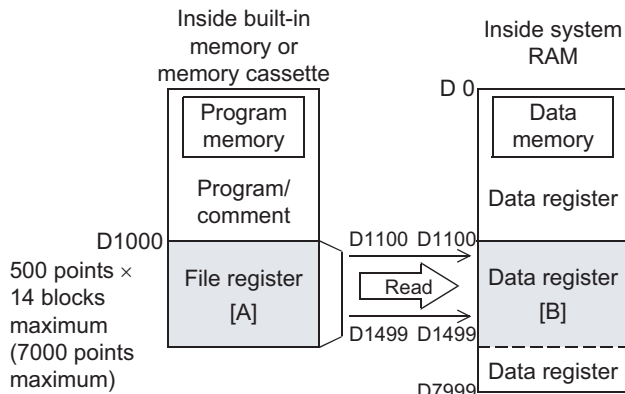 Inside built-in
memory or
memory cassette
Inside system
RAM
D 0
Program
memory
Data
memory
Program/
comment
Data register
D1000
D1100 D1100
500 points ×
14 blocks
maximum
(7000 points
maximum)
File register
[A]
Read
Data register
[B]
D1499 D1499
Data register
D7999